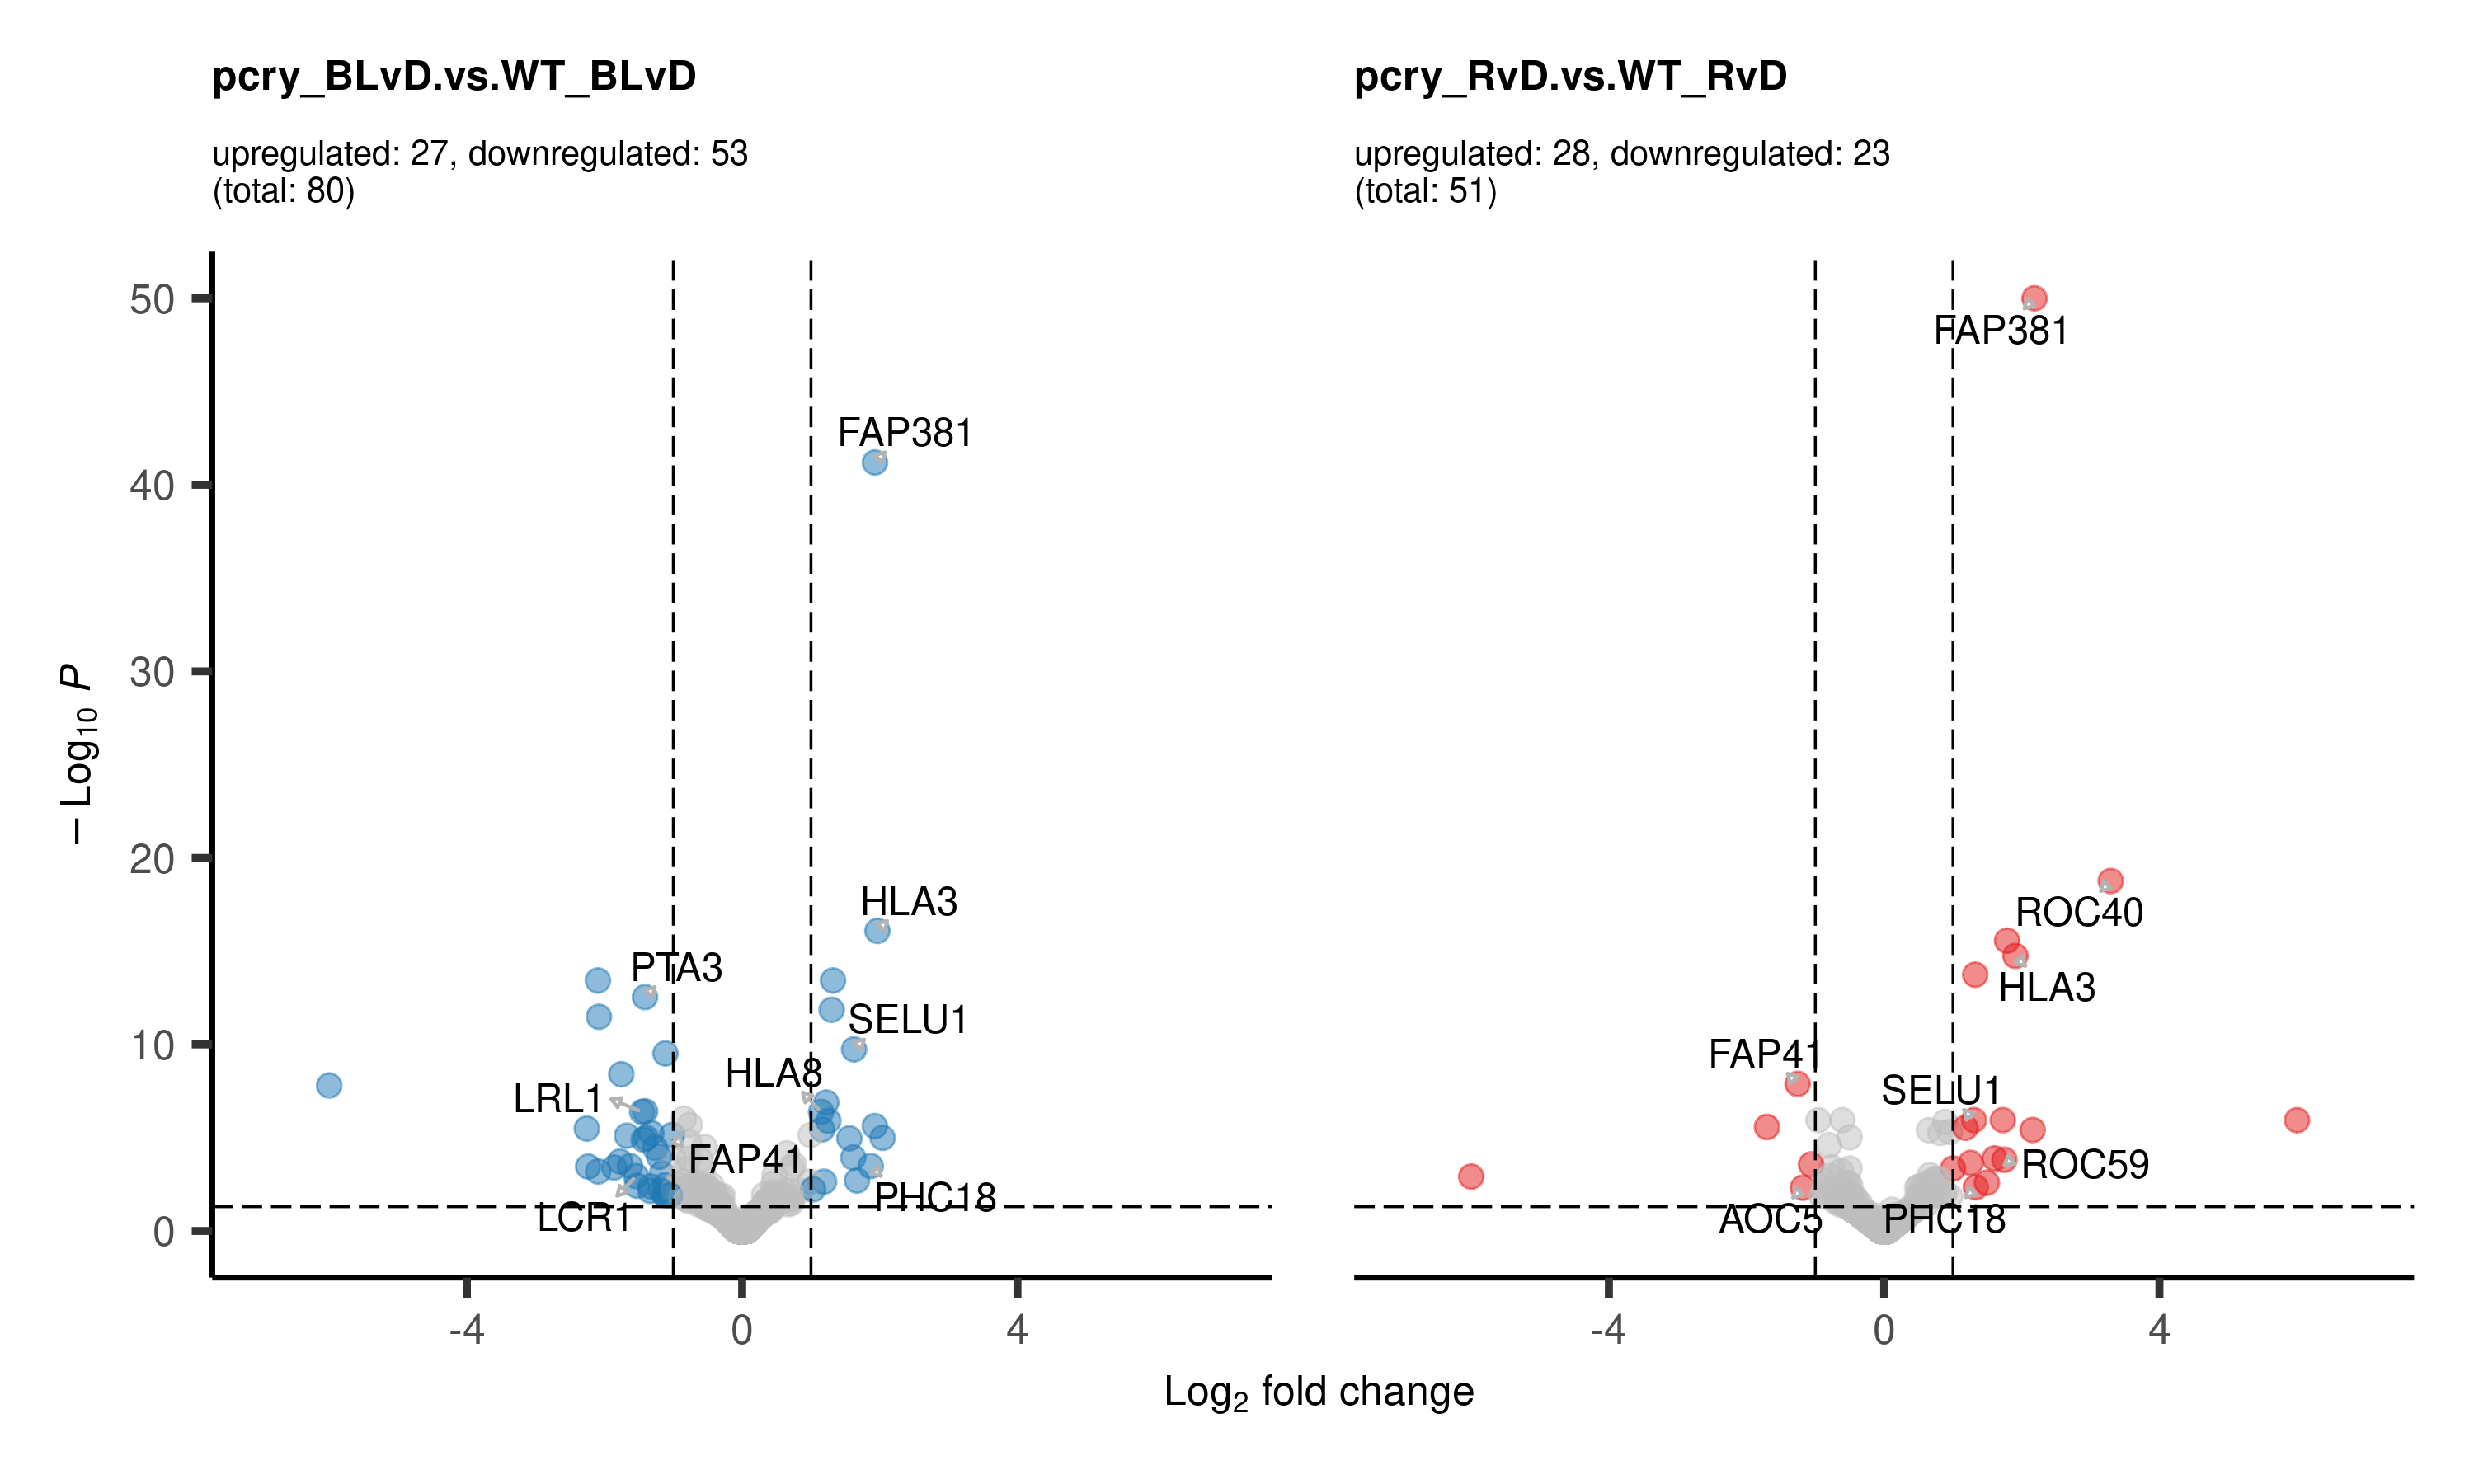 pcry_BLvD.vs.WT_BLvD
upregulated: 27, downregulated: 53
(total: 80)
pcry_RvD.vs.WT_RvD
upregulated: 28, downregulated: 23
(total: 51)
− Log₁₀ P
50
40
30
20
10
0
FAP381
HLA3
PTA3
SELU1
HLA8
LRL1
FAP41
PHC18
LCR1
-4
0
4
FAP381
ROC40
HLA3
FAP41
SELU1
ROC59
AOC5
PHC18
-4
0
4
Log₂ fold change